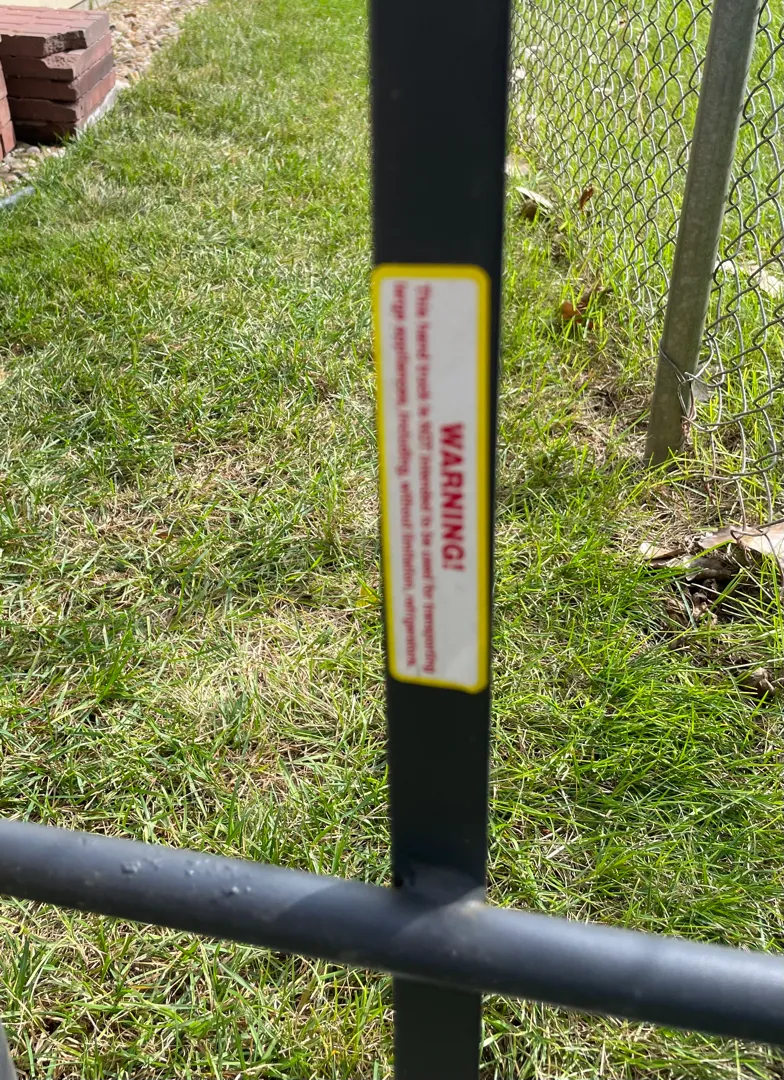 WARNING!
This hand truck is NOT intended to be used for transporting
large appliances, including, without limitation, refrigerators.